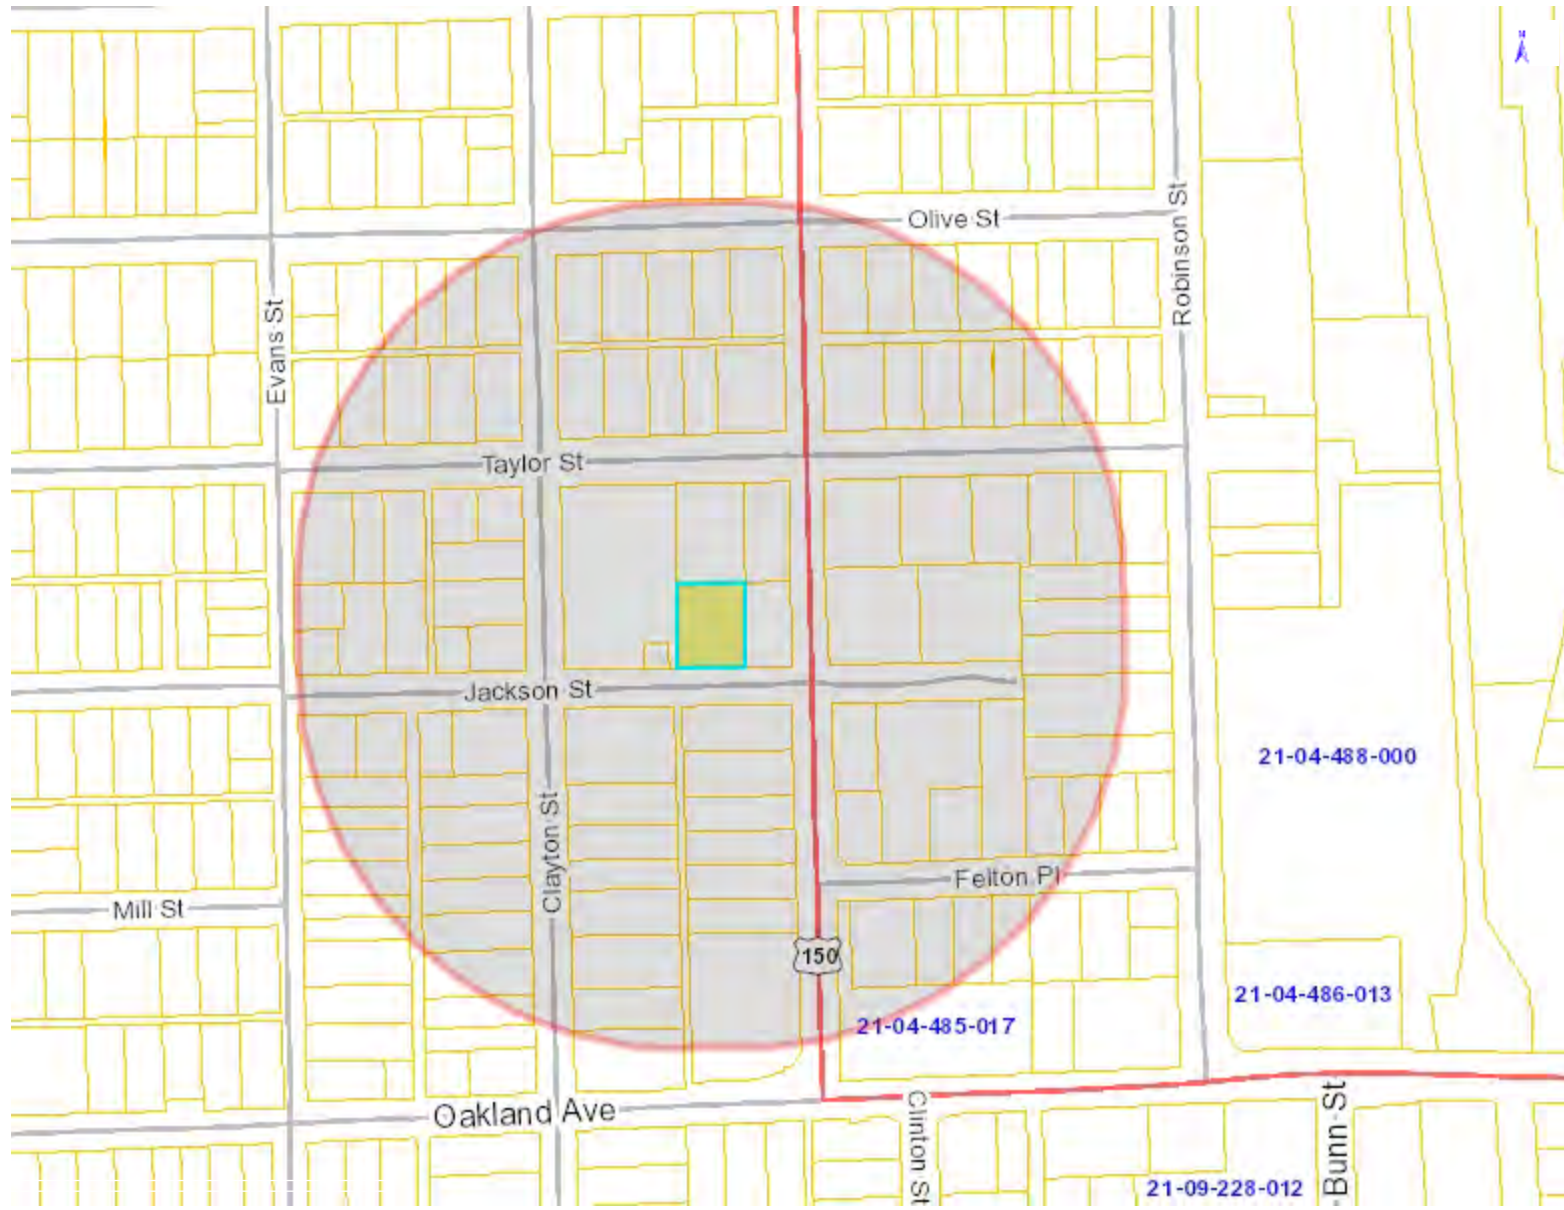 N
Olive St
Robinson St
Evans St
Taylor St
Jackson St
21-04-488-000
Clayton St
Felton Pl
Mill St
150
21-04-486-013
21-04-485-017
Oakland Ave
Clinton St
Bunn St
21-09-228-012